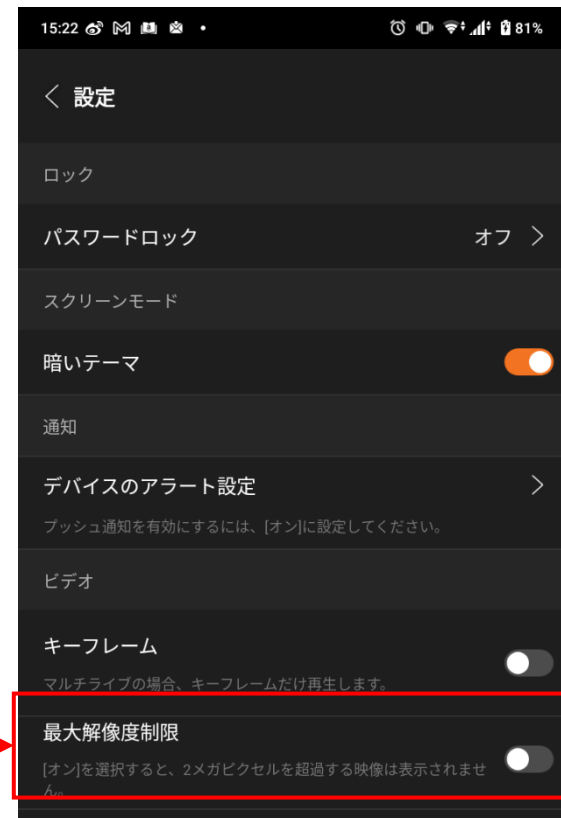 15:22
81%
設定
ロック
パスワードロック オフ
スクリーンモード
暗いテーマ
通知
デバイスのアラート設定
プッシュ通知を有効にするには、[オン]に設定してください。
ビデオ
キーフレーム
マルチライブの場合、キーフレームだけ再生します。
最大解像度制限
[オン]を選択すると、2メガピクセルを超過する映像は表示されませ
ん。